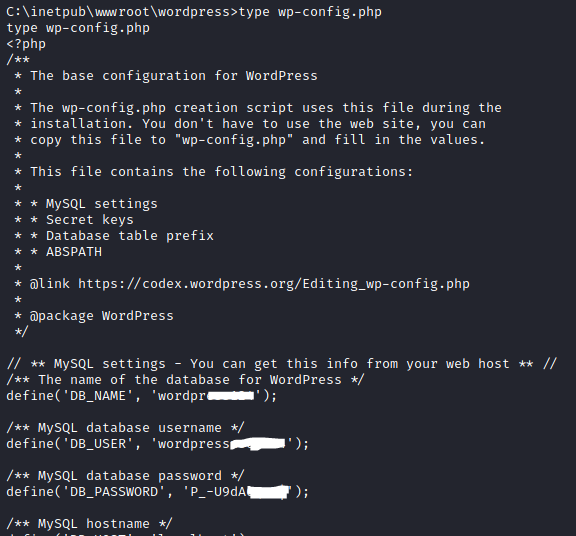 C:\inetpub\wwwroot\wordpress>type wp-config.php
type wp-config.php
<?php
/**
 * The base configuration for WordPress
 *
 * The wp-config.php creation script uses this file during the
 * installation. You don't have to use the web site, you can
 * copy this file to "wp-config.php" and fill in the values.
 *
 * This file contains the following configurations:
 *
 * * MySQL settings
 * * Secret keys
 * * Database table prefix
 * * ABSPATH
 *
 * @link https://codex.wordpress.org/Editing_wp-config.php
 *
 * @package WordPress
 */
// ** MySQL settings - You can get this info from your web host ** //
/** The name of the database for WordPress */
define('DB_NAME', 'wordpr');
/** MySQL database username */
define('DB_USER', 'wordpress');
/** MySQL database password */
define('DB_PASSWORD', 'P_-U9dA');
/** MySQL hostname */